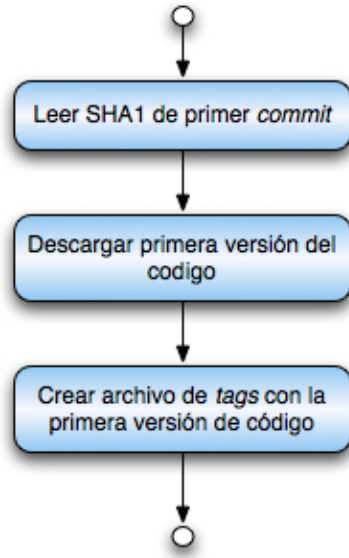 Leer SHA1 de primer commit
Descargar primera versión del
codigo
Crear archivo de tags con la
primera versión de código